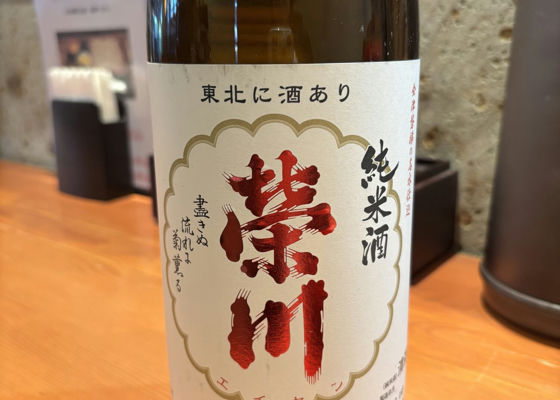 東北に酒あり
純米酒
榮川
盡きぬ
流れよ
菊薫る
エイセン